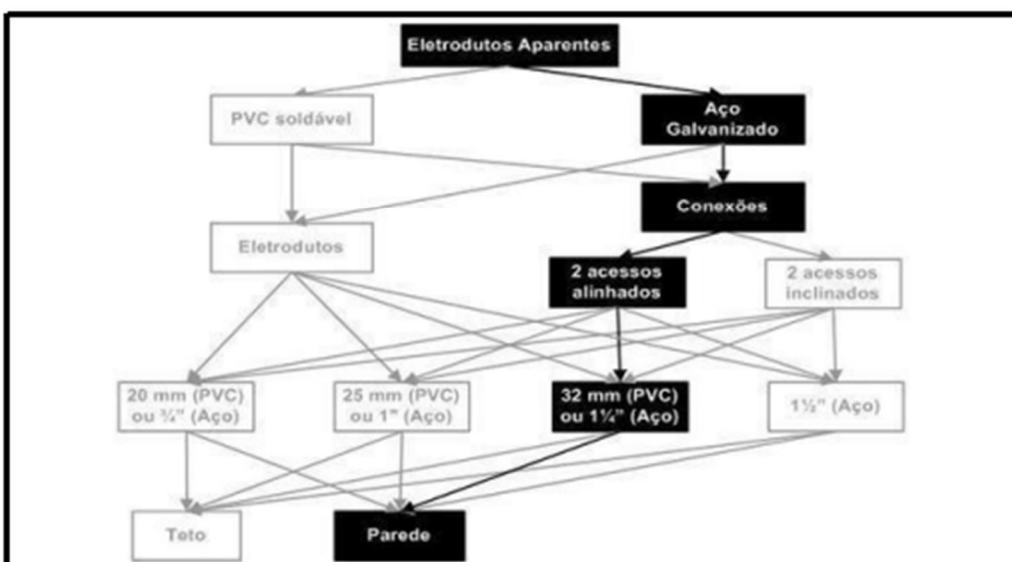 Eletrodutos Aparentes
PVC soldável
Aço
Galvanizado
Conexões
Eletrodutos
2 acessos
alinhados
2 acessos
inclinados
20 mm (PVC)
ou ¾” (Aço)
25 mm (PVC)
ou 1” (Aço)
32 mm (PVC)
ou 1¼” (Aço)
1½” (Aço)
Teto
Parede